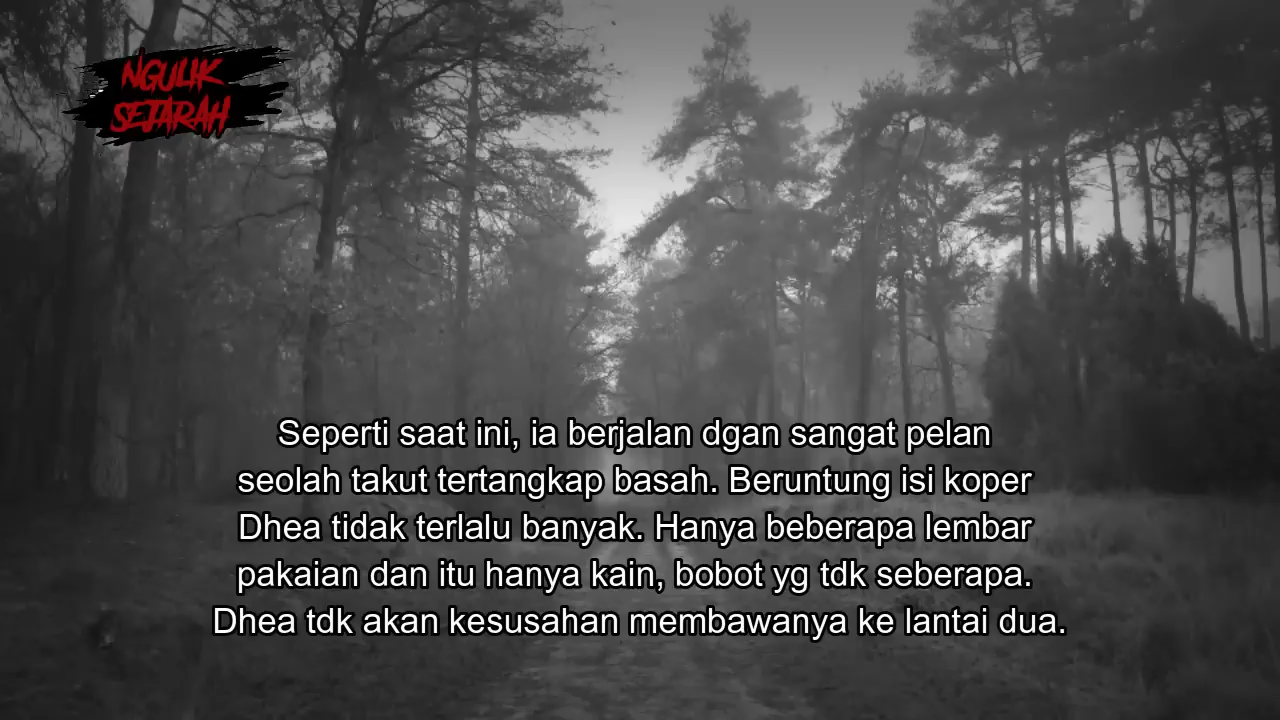 NGULIK
SEJARAH
Seperti saat ini, ia berjalan dgan sangat pelan
seolah takut tertangkap basah. Beruntung isi koper
Dhea tidak terlalu banyak. Hanya beberapa lembar
pakaian dan itu hanya kain, bobot yg tdk seberapa.
Dhea tdk akan kesusahan membawanya ke lantai dua.